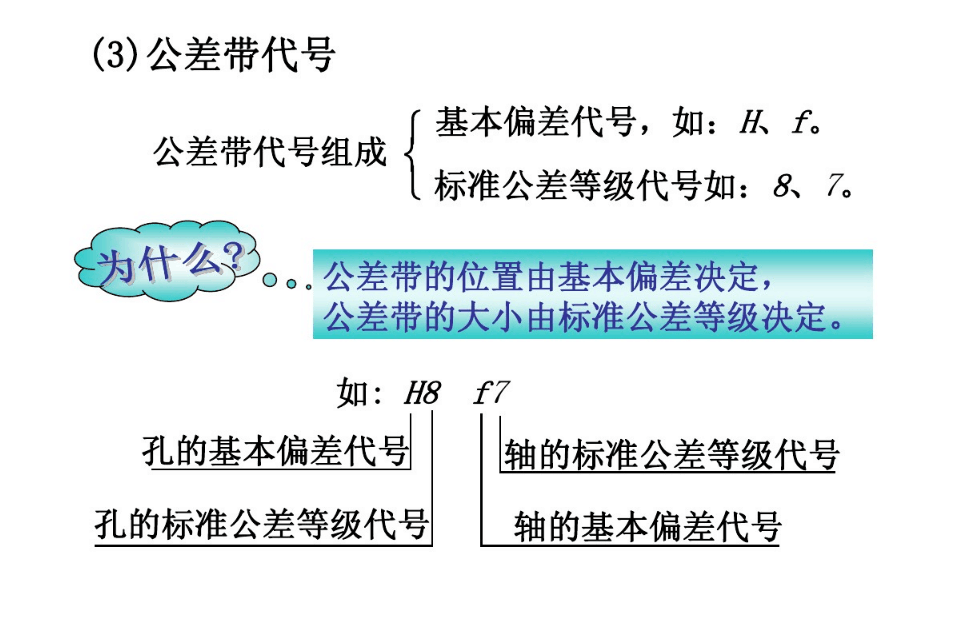 (3)公差带代号
基本偏差代号，如：H、f。
公差带代号组成
标准公差等级代号如：8、7。
为什么?
公差带的位置由基本偏差决定，
公差带的大小由标准公差等级决定。
如：H8 f7
孔的基本偏差代号
轴的标准公差等级代号
孔的标准公差等级代号
轴的基本偏差代号